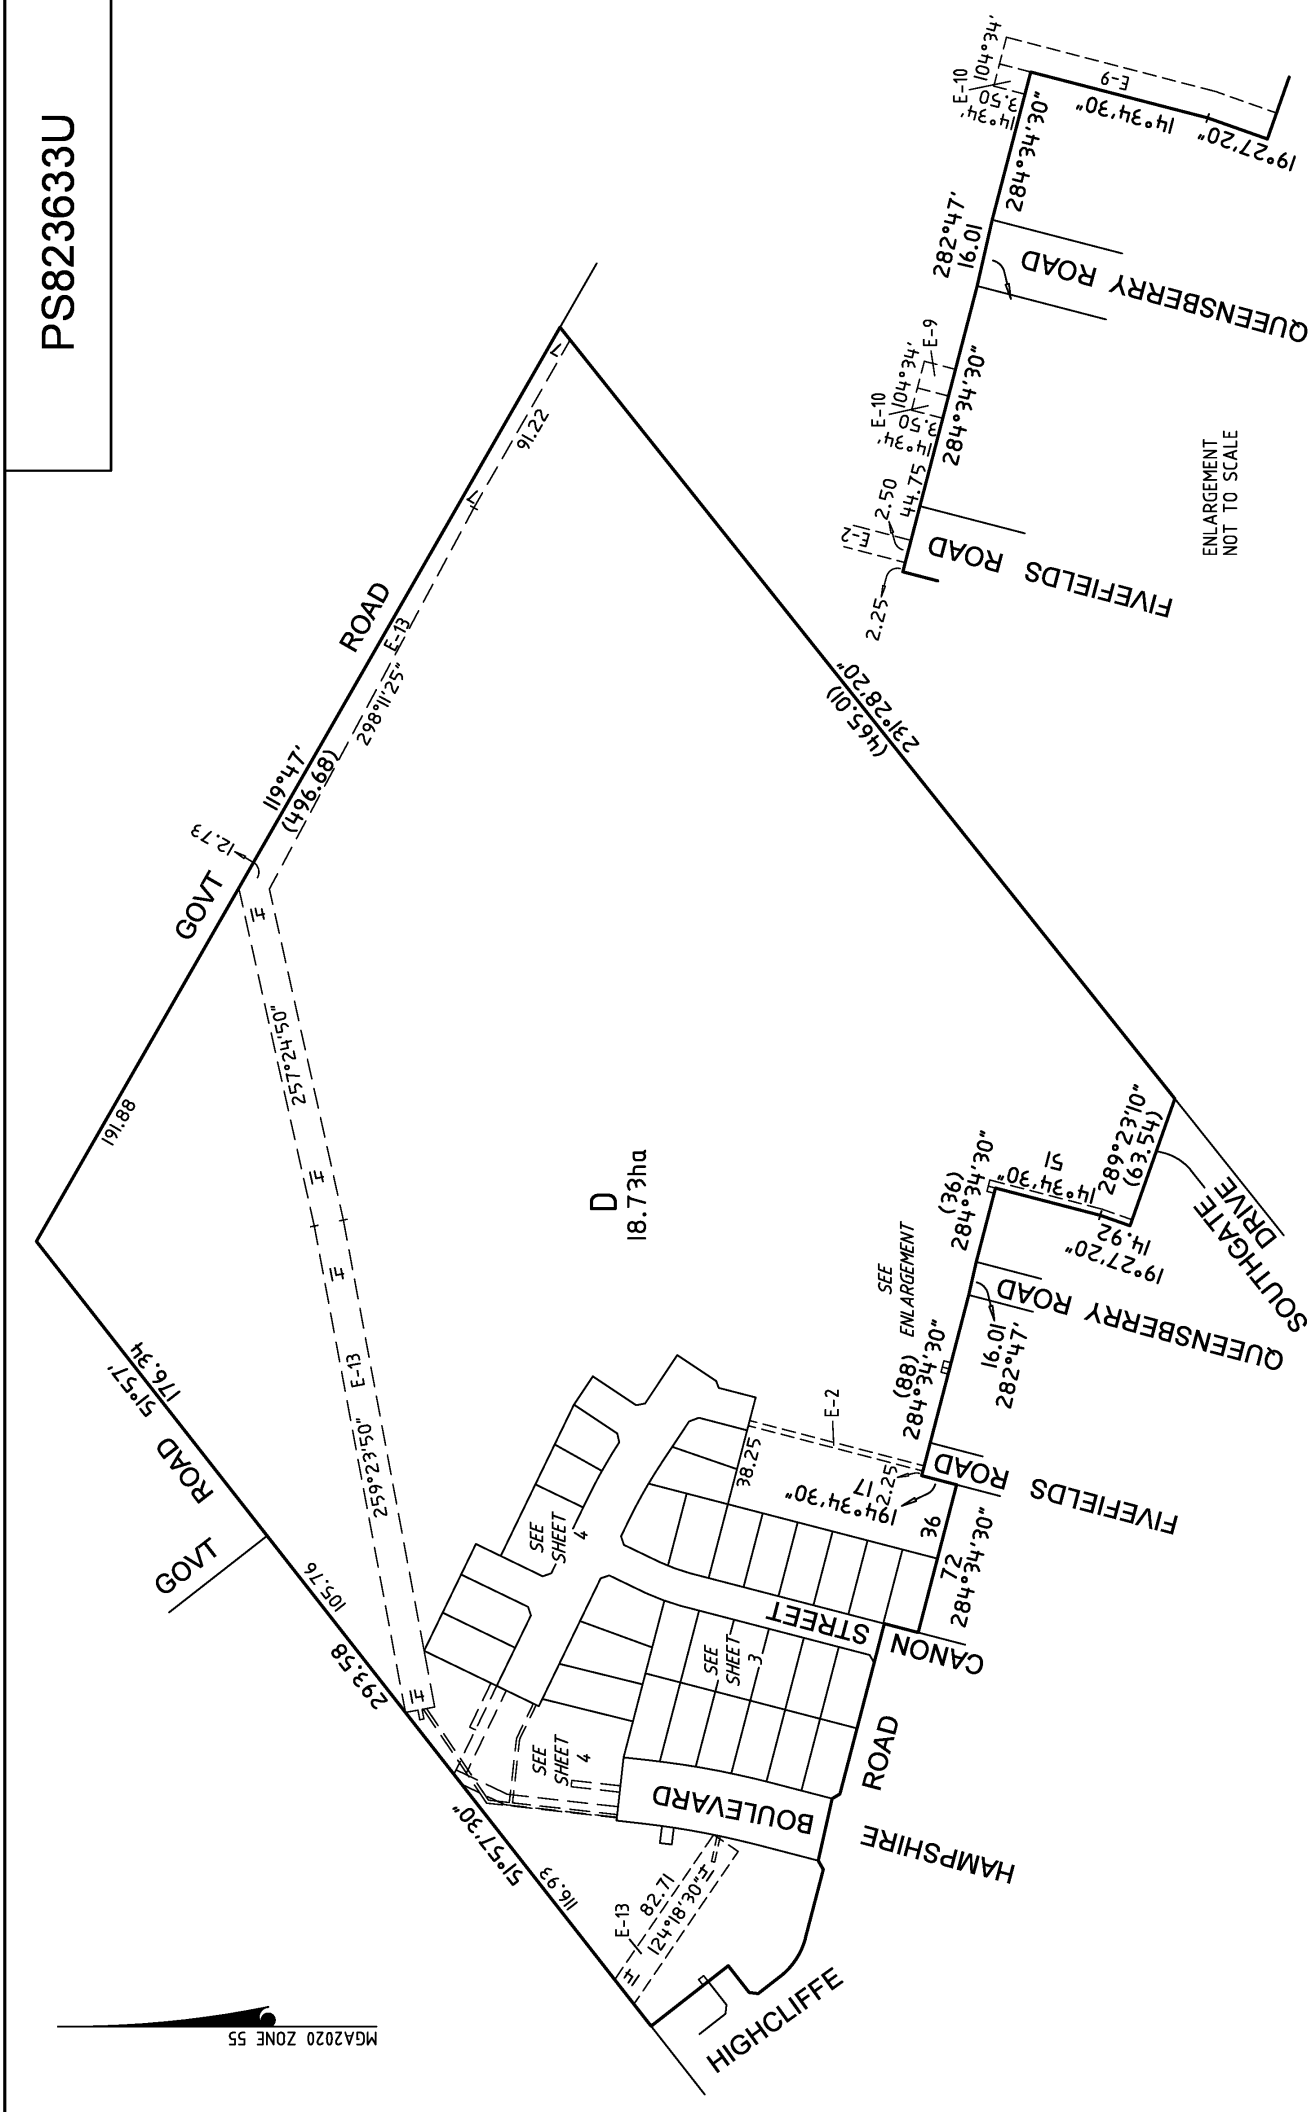 PS823633U
GOVT
ROAD
119°47'
(496.68)
12.73
191.88
91.22
7
7
E-13
298°11'25"
14
257°24'50"
14
14
E-13
259°23'50"
14
51°57'
176.34
GOVT
ROAD
105.76
293.58
51°57'30"
116.93
231°28'20"
(465.01)
D
18.73ha
SEE
SHEET
4
SEE
SHEET
3
SEE
SHEET
4
38.25
E-2
194°34'30"
17
2.25
36
72
284°34'30"
(88)
284°34'30"
SEE
ENLARGEMENT
16.01
282°47'
(36)
284°34'30"
14°34'30"
51
19°27'20"
14.92
289°23'10"
(63.54)
SOUTHGATE
DRIVE
QUEENSBERRY ROAD
FIVEFIELDS
ROAD
CANON
STREET
HAMPSHIRE
ROAD
BOULEVARD
HIGHCLIFFE
E-13
82.71
124°18'30"
14
14
MGA2020 ZONE 55
E-10
104°34'
3.50
14°34'
E-9
14°34'30"
19°27'20"
284°34'30"
282°47'
16.01
QUEENSBERRY ROAD
E-10
104°34'
3.50
14°34'
E-9
284°34'30"
44.75
2.50
E-2
2.25
FIVEFIELDS ROAD
ENLARGEMENT
NOT TO SCALE